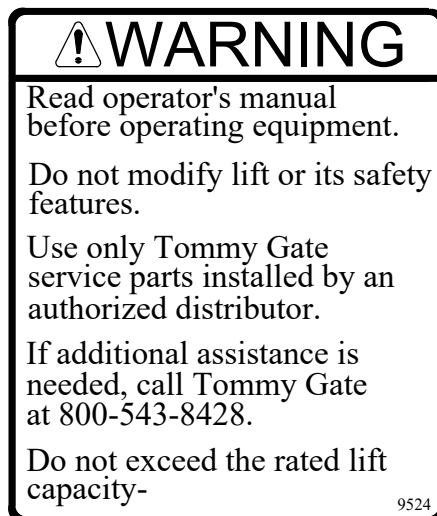 WARNING
Read operator's manual
before operating equipment.
Do not modify lift or its safety
features.
Use only Tommy Gate
service parts installed by an
authorized distributor.
If additional assistance is
needed, call Tommy Gate
at 800-543-8428.
Do not exceed the rated lift
capacity-
9524